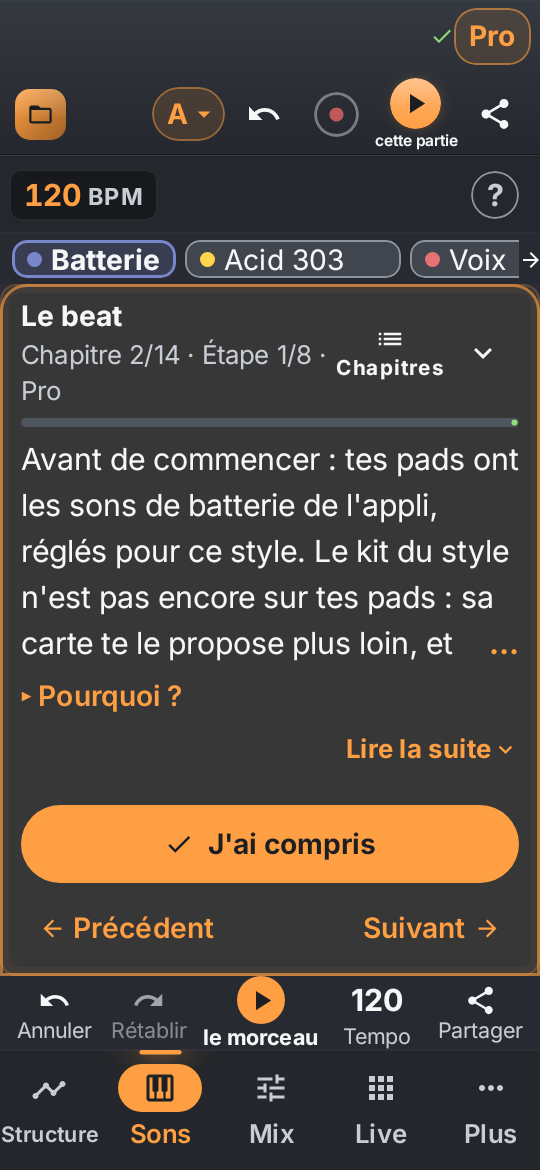 Pro
A
cette partie
120 BPM
?
Batterie
Acid 303
Voix
Le beat
Chapitre 2/14 · Étape 1/8 ·
Pro
Chapitres
Avant de commencer : tes pads ont
les sons de batterie de l'appli,
réglés pour ce style. Le kit du style
n'est pas encore sur tes pads : sa
carte te le propose plus loin, et ...
Pourquoi ?
Lire la suite
J'ai compris
Précédent
Suivant
Annuler
Rétablir
le morceau
120
Tempo
Partager
Structure
Sons
Mix
Live
Plus